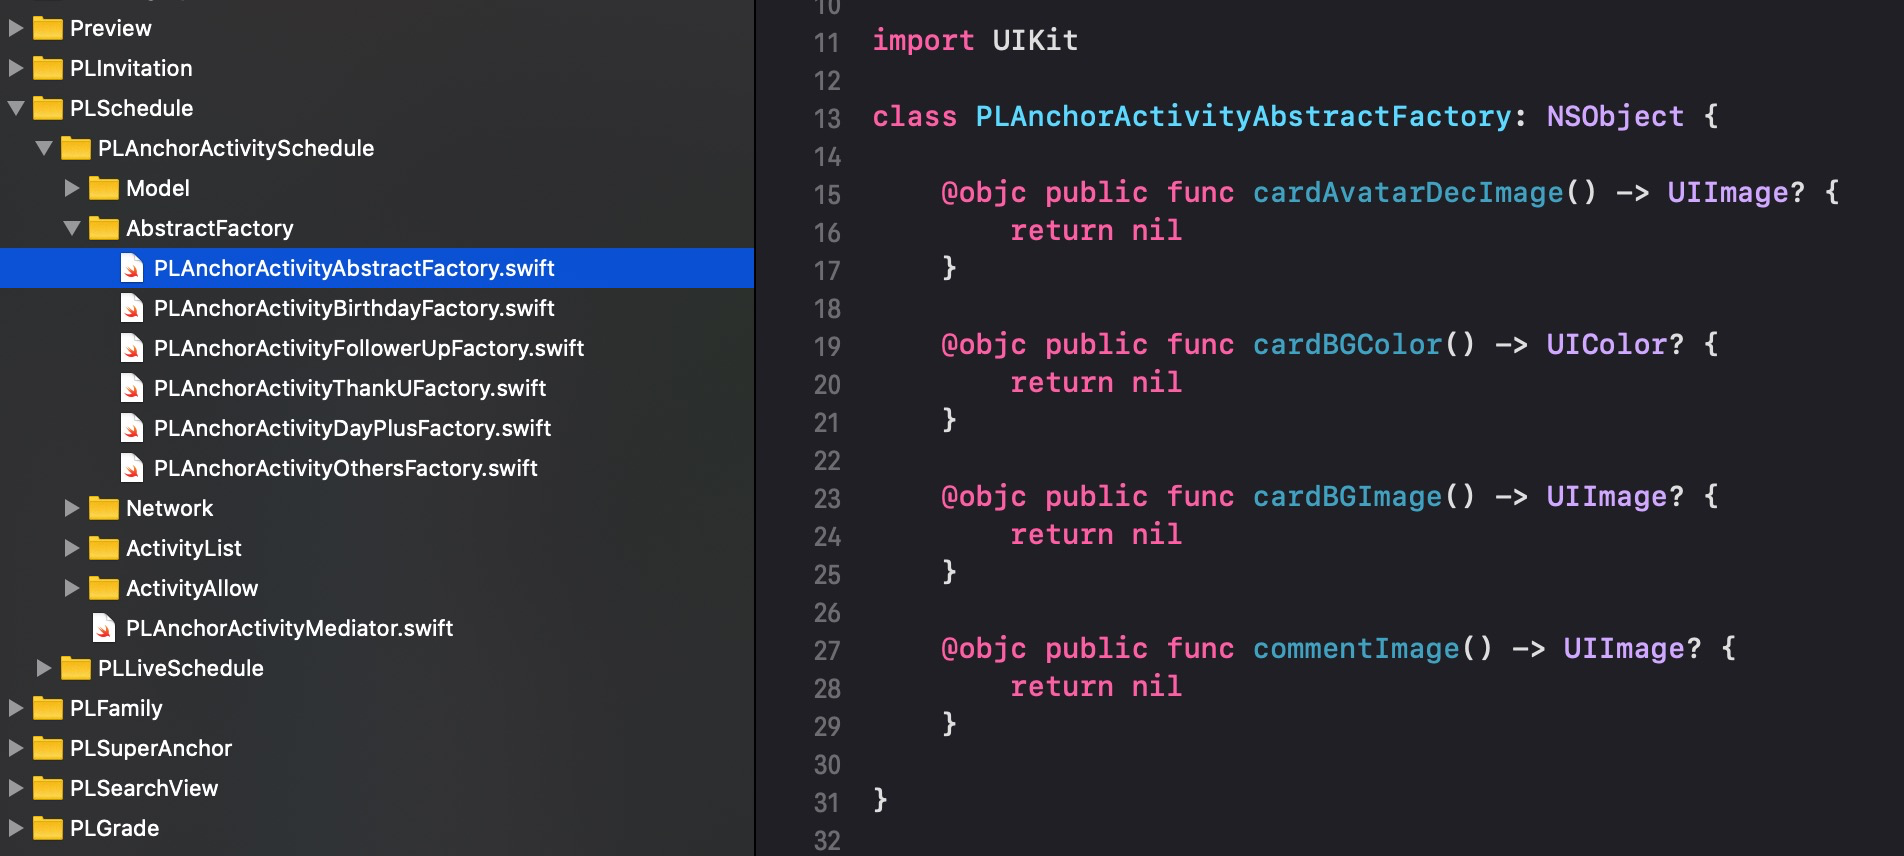 Preview
PLInvitation
PLSchedule
PLAnchorActivitySchedule
Model
AbstractFactory
PLAnchorActivityAbstractFactory.swift
PLAnchorActivityBirthdayFactory.swift
PLAnchorActivityFollowerUpFactory.swift
PLAnchorActivityThankUFactory.swift
PLAnchorActivityDayPlusFactory.swift
PLAnchorActivityOthersFactory.swift
Network
ActivityList
ActivityAllow
PLAnchorActivityMediator.swift
PLLiveSchedule
PLFamily
PLSuperAnchor
PLSearchView
PLGrade
10
11 import UIKit
12
13 class PLAnchorActivityAbstractFactory: NSObject {
14
15 @objc public func cardAvatarDecImage() -> UIImage? {
16 return nil
17 }
18
19 @objc public func cardBGColor() -> UIColor? {
20 return nil
21 }
22
23 @objc public func cardBGImage() -> UIImage? {
24 return nil
25 }
26
27 @objc public func commentImage() -> UIImage? {
28 return nil
29 }
30
31 }
32